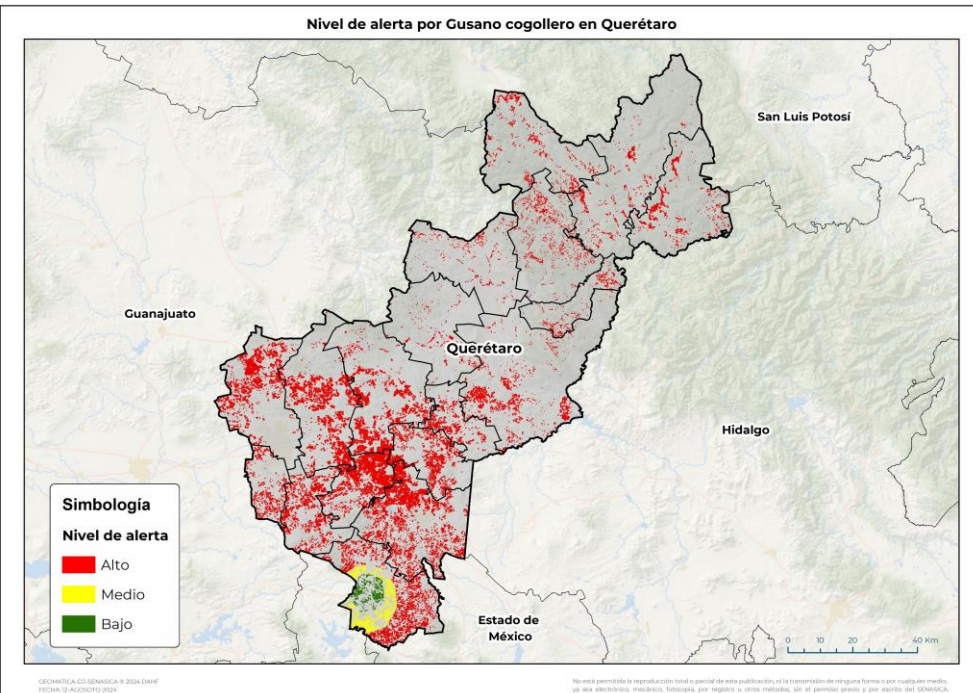 Nivel de alerta por Gusano cogollero en Querétaro
San Luis Potosí
Guanajuato
Querétaro
Hidalgo
Simbología
Nivel de alerta
Alto
Medio
Bajo
Estado de
México
0 10 20 40 Km
GEOMATICA-DJ-SENASICA © 2024 DAHF
FECHA: 12-AGOSOTO-2024
No está permitida la reproducción total o parcial de esta publicación, ni la transmisión de ninguna forma o por cualquier medio,
ya sea electrónico, mecánico, fotocopia, por registro u otros métodos, sin el permiso previo y por escrito del SENASICA.